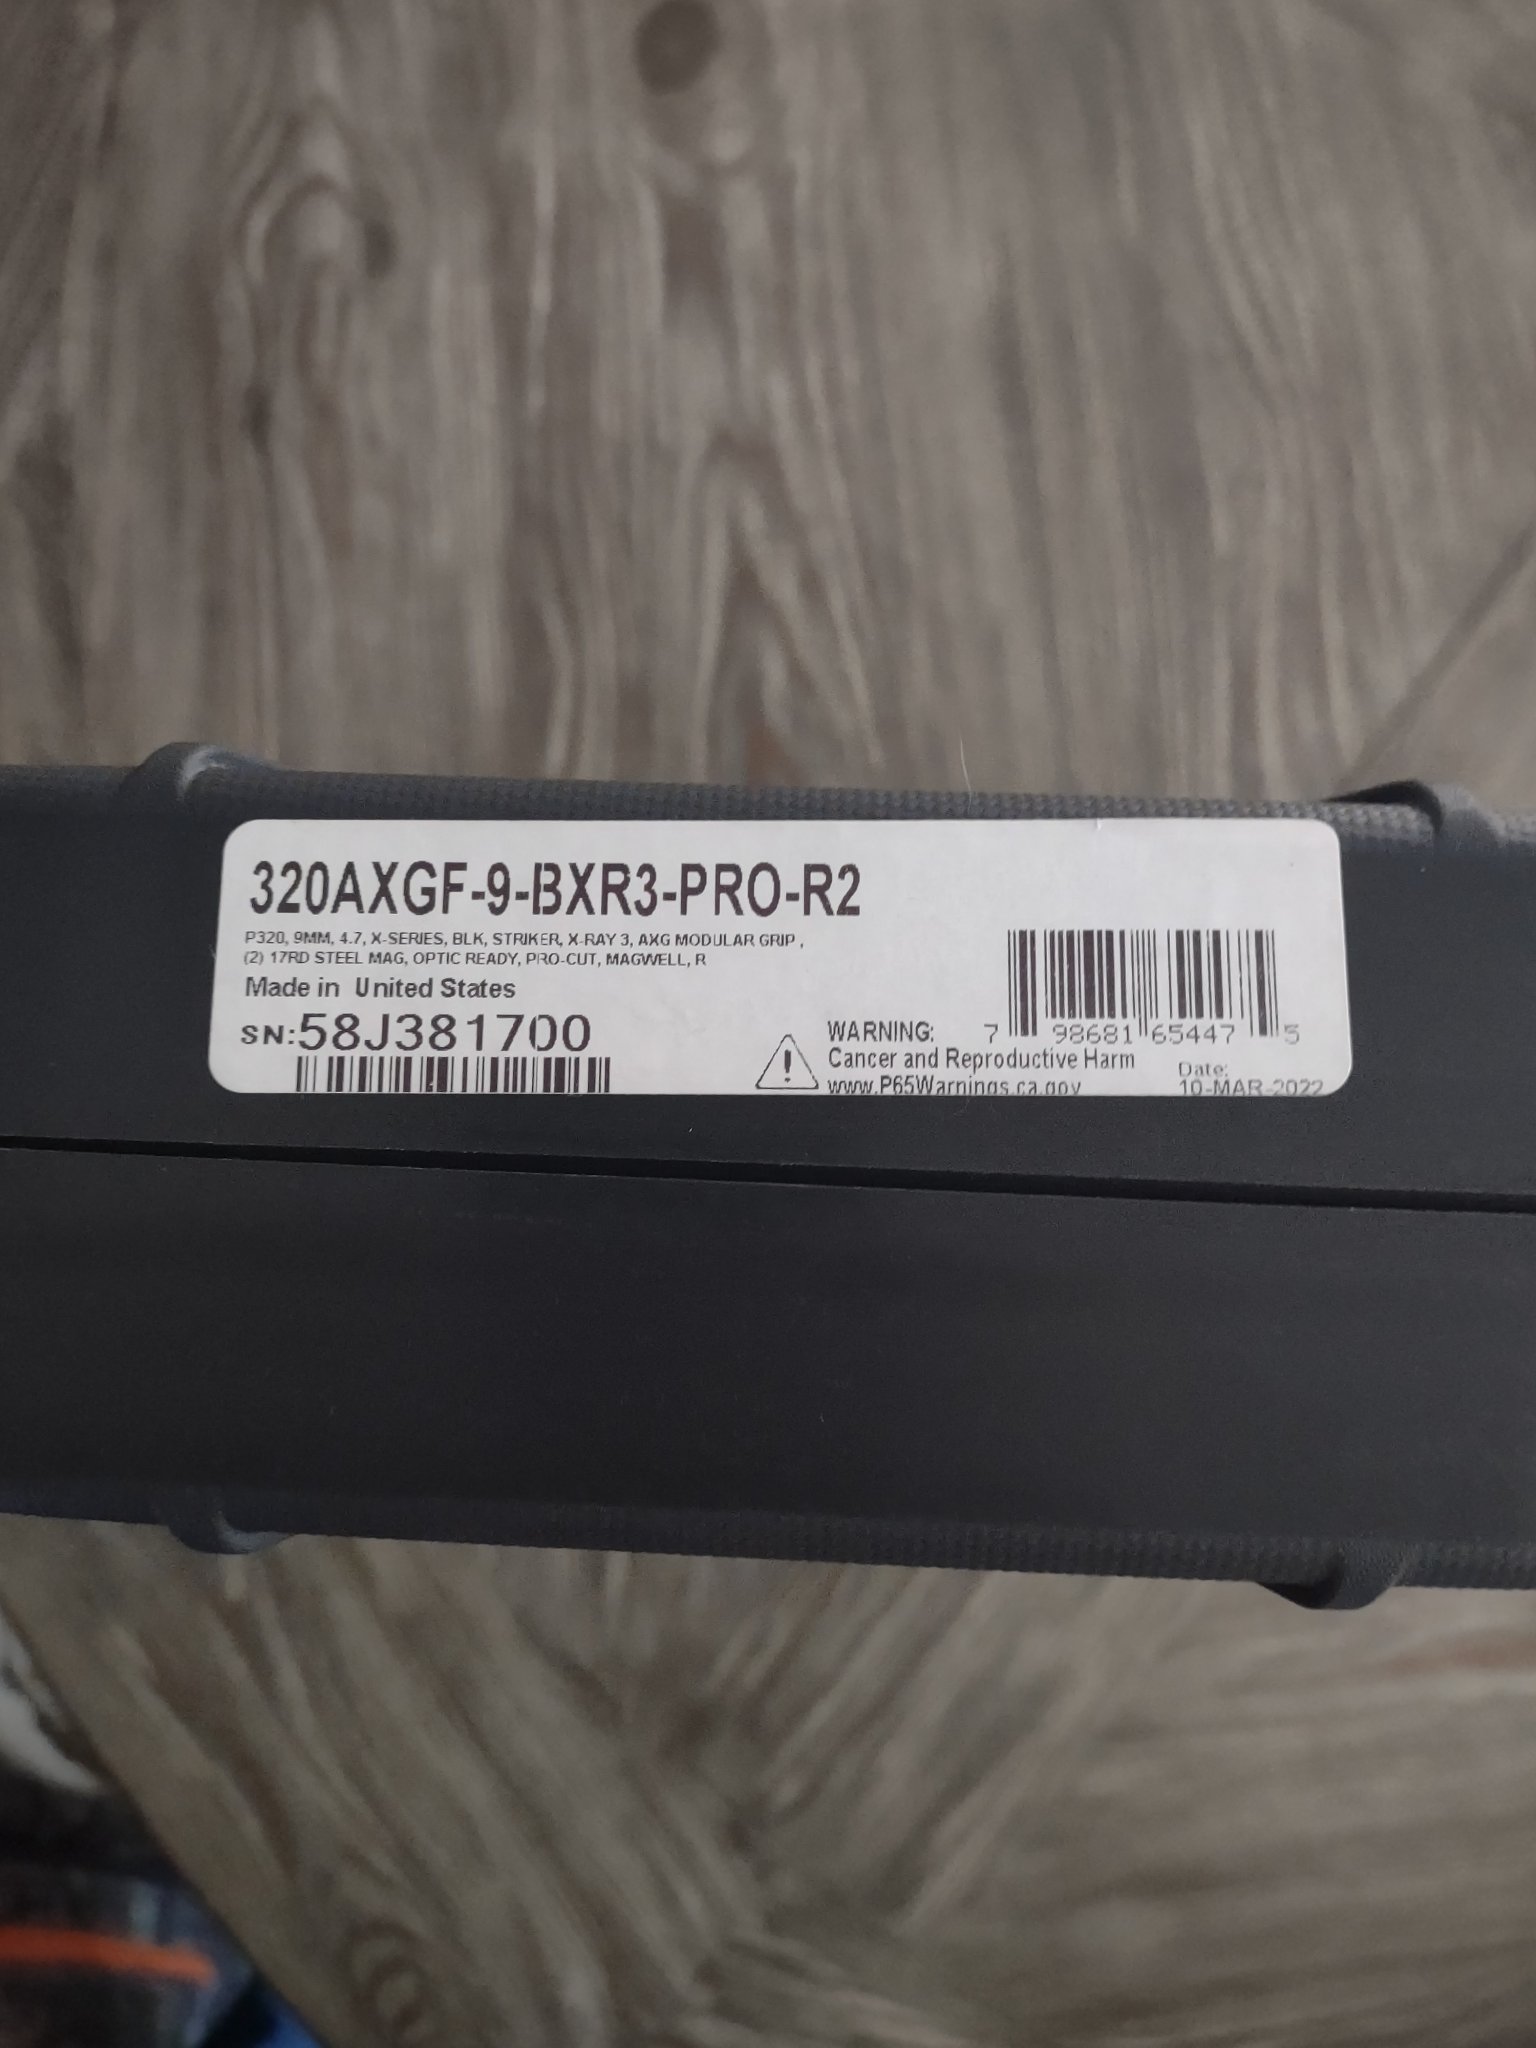 320AXGF-9-BXR3-PRO-R2
P320, 9MM, 4.7, X-SERIES, BLK, STRIKER, X-RAY 3, AXG MODULAR GRIP ,
(2) 17RD STEEL MAG, OPTIC READY, PRO-CUT, MAGWELL, R
Made in United States
SN:58J381700
WARNING:
Cancer and Reproductive Harm
www.P65Warnings.ca.gov
7 98681 65447 5
Date:
10-MAR-2022